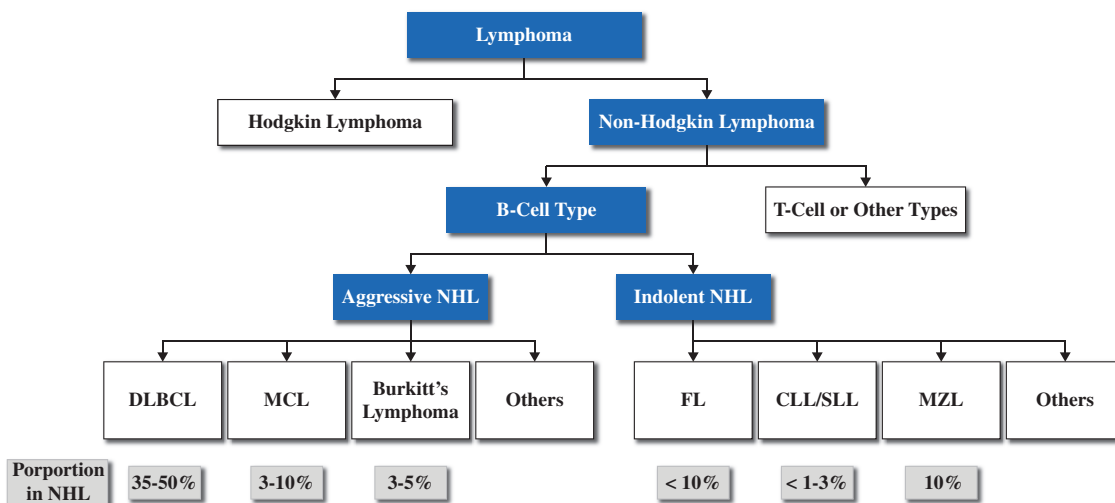 Lymphoma
Hodgkin Lymphoma
Non-Hodgkin Lymphoma
B-Cell Type
T-Cell or Other Types
Aggressive NHL
Indolent NHL
DLBCL
MCL
Burkitt's
Lymphoma
Others
FL
CLL/SLL
MZL
Others
Porportion
in NHL
35-50%
3-10%
3-5%
< 10%
< 1-3%
10%